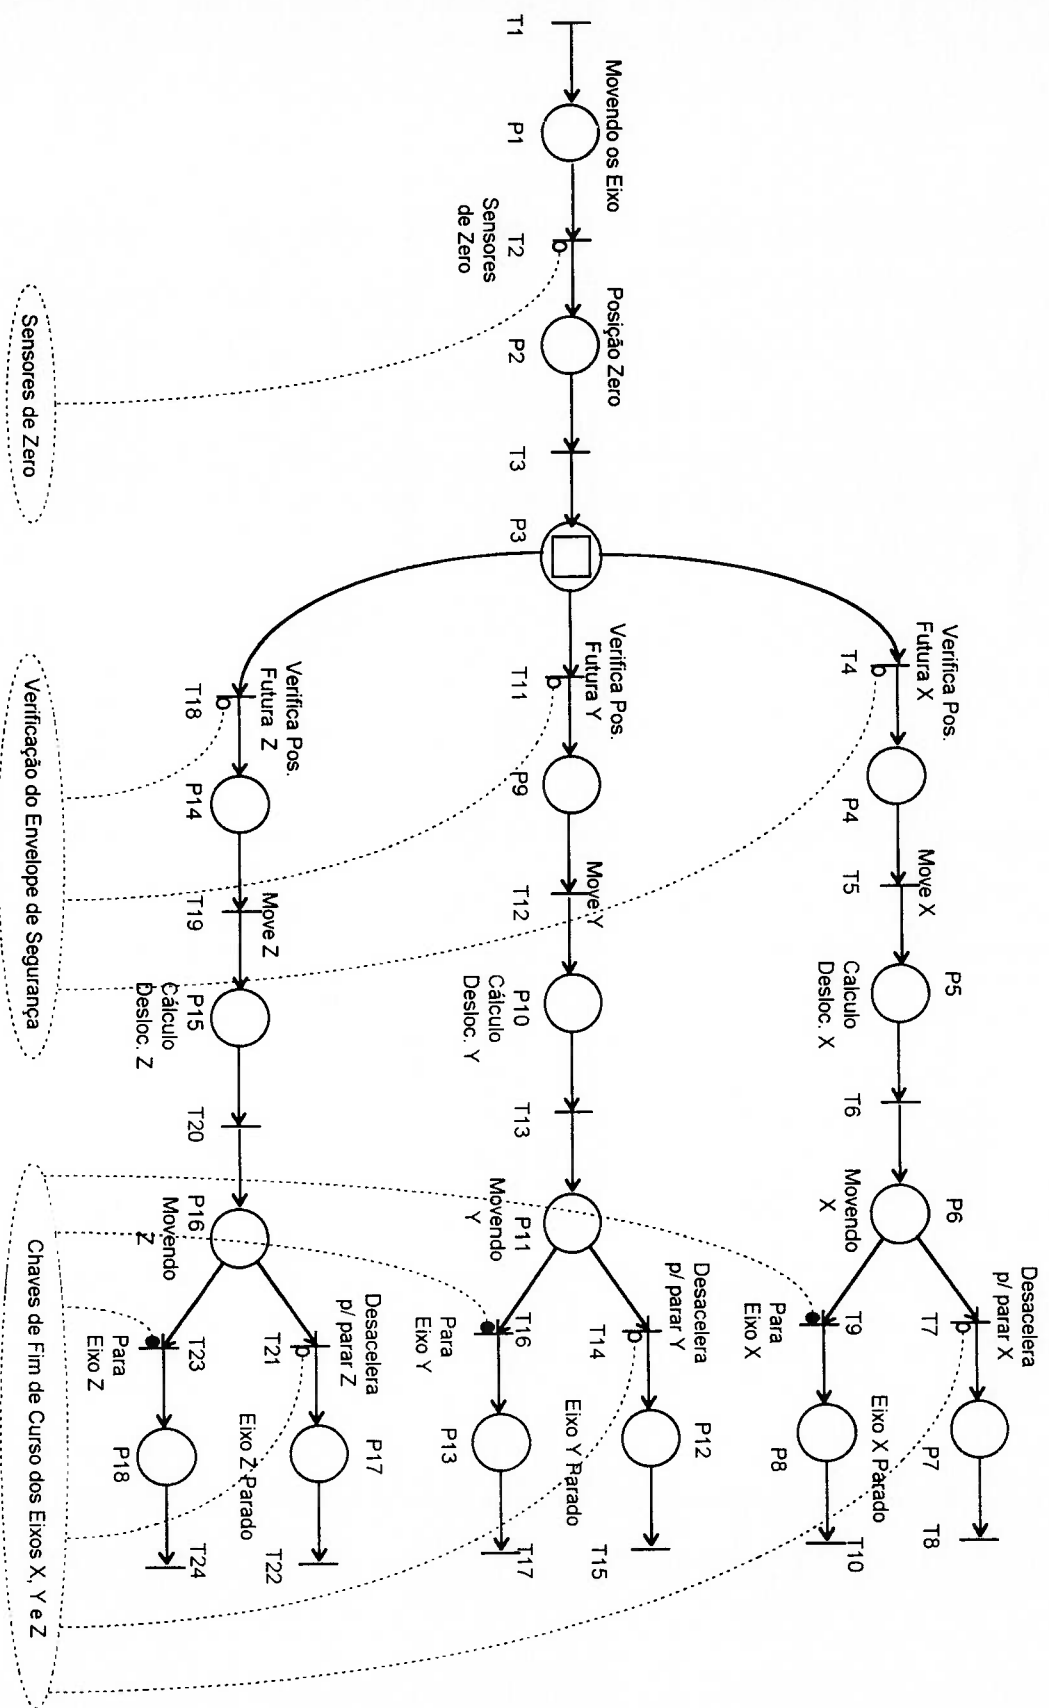 Desacelera
p/ parar X
T7
P7
T8
Eixo X Parado
Verifica Pos.
Futura X
T4
P4
Move X
T5
P5
Calculo
Desloc. X
T6
P6
Movendo
X
T9
Para
Eixo X
P8
T10
Movendo os Eixo
T1
P1
T2
Sensores
de Zero
Posição Zero
P2
T3
P3
Verifica Pos.
Futura Y
T11
P9
Move Y
T12
P10
Cálculo
Desloc. Y
T13
P11
Movendo
Y
Desacelera
p/ parar Y
T14
P12
T15
Eixo Y Parado
T16
Para
Eixo Y
P13
T17
Verifica Pos.
Futura Z
T18
P14
Move Z
T19
P15
Cálculo
Desloc. Z
T20
P16
Movendo
Z
Desacelera
p/ parar Z
T21
P17
T22
Eixo Z Parado
T23
Para
Eixo Z
P18
T24
Sensores de Zero
Verificação do Envelope de Segurança
Chaves de Fim de Curso dos Eixos X, Y e Z